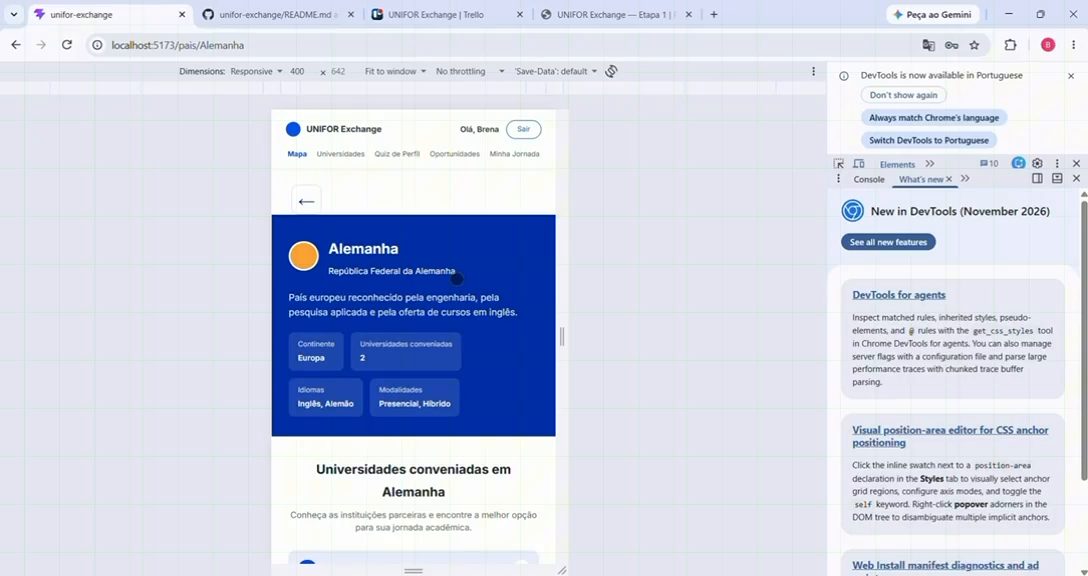 unifor-exchange
unifor-exchange/README.md a
UNIFOR Exchange | Trello
UNIFOR Exchange — Etapa 1 |
Peça ao Gemini
localhost:5173/pais/Alemanha
B
Dimensions: Responsive 400 × 642 Fit to window No throttling 'Save-Data': default
UNIFOR Exchange
Olá, Brena
Sair
Mapa Universidades Quiz de Perfil Oportunidades Minha Jornada
←
Alemanha
República Federal da Alemanha
País europeu reconhecido pela engenharia, pela
pesquisa aplicada e pela oferta de cursos em inglês.
Continente
Europa
Universidades conveniadas
2
Idiomas
Inglês, Alemão
Modalidades
Presencial, Híbrido
Universidades conveniadas em
Alemanha
Conheça as instituições parceiras e encontre a melhor opção
para sua jornada acadêmica.
DevTools is now available in Portuguese
Don't show again
Always match Chrome's language
Switch DevTools to Portuguese
Elements
10
Console What's new
New in DevTools (November 2026)
See all new features
DevTools for agents
Inspect matched rules, inherited styles, pseudo-
elements, and @ rules with the get_css_styles tool
in Chrome DevTools for agents. You can also manage
server flags with a configuration file and parse large
performance traces with chunked trace buffer
parsing.
Visual position-area editor for CSS anchor
positioning
Click the inline swatch next to a position-area
declaration in the Styles tab to visually select anchor
grid regions, configure axis modes, and toggle the
self keyword. Right-click popover adorners in the
DOM tree to disambiguate multiple implicit anchors.
Web Install manifest diagnostics and ad